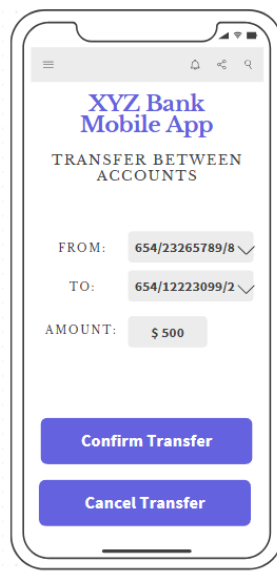 XYZ Bank
Mobile App
TRANSFER BETWEEN
ACCOUNTS
FROM: 654/23265789/8
TO: 654/12223099/2
AMOUNT: $ 500
Confirm Transfer
Cancel Transfer